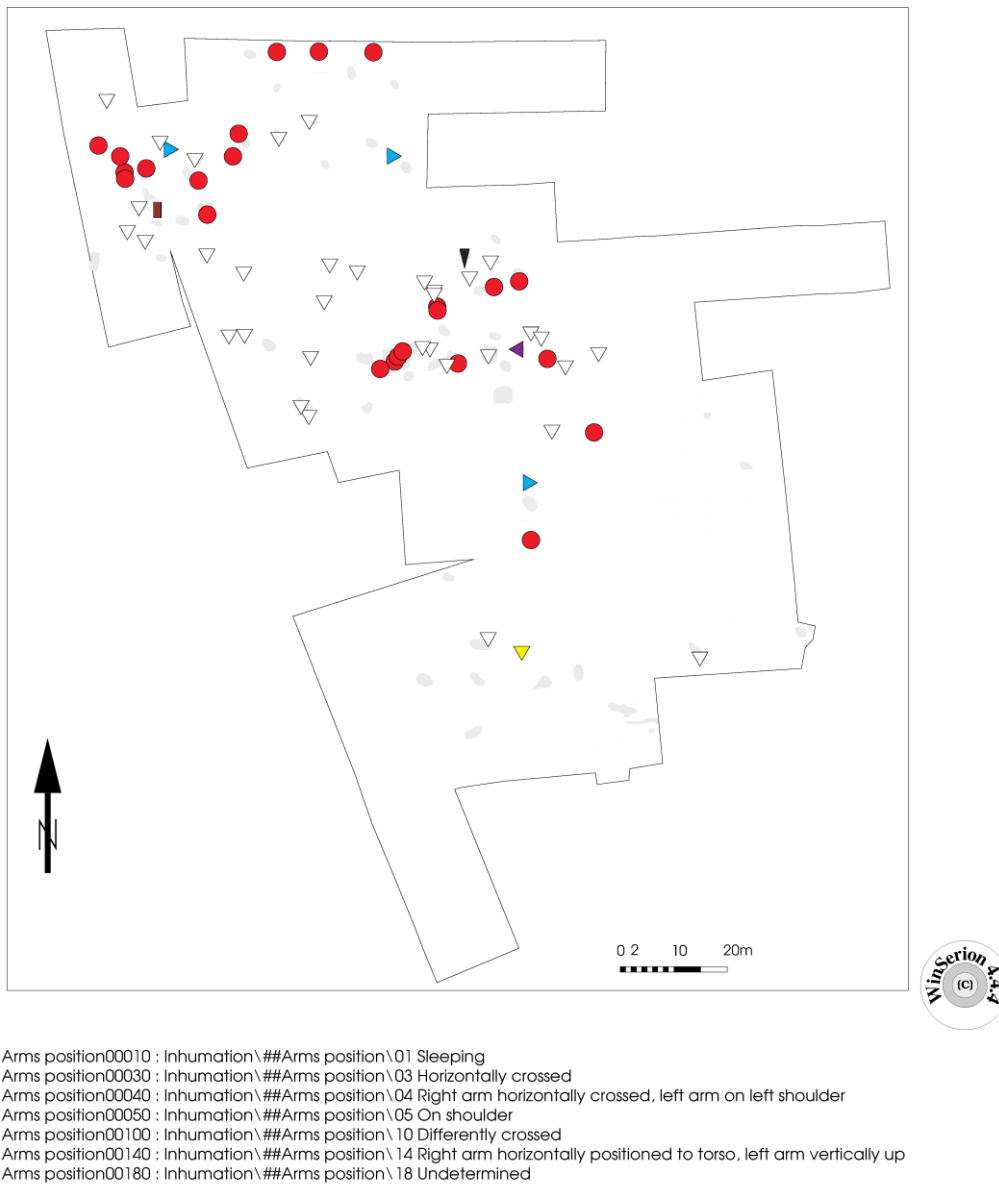 N
0 2 10 20m
WinSerion 4.4.4
(C)
Arms position00010 : Inhumation\##Arms position\01 Sleeping
Arms position00030 : Inhumation\##Arms position\03 Horizontally crossed
Arms position00040 : Inhumation\##Arms position\04 Right arm horizontally crossed, left arm on left shoulder
Arms position00050 : Inhumation\##Arms position\05 On shoulder
Arms position00100 : Inhumation\##Arms position\10 Differently crossed
Arms position00140 : Inhumation\##Arms position\14 Right arm horizontally positioned to torso, left arm vertically up
Arms position00180 : Inhumation\##Arms position\18 Undetermined